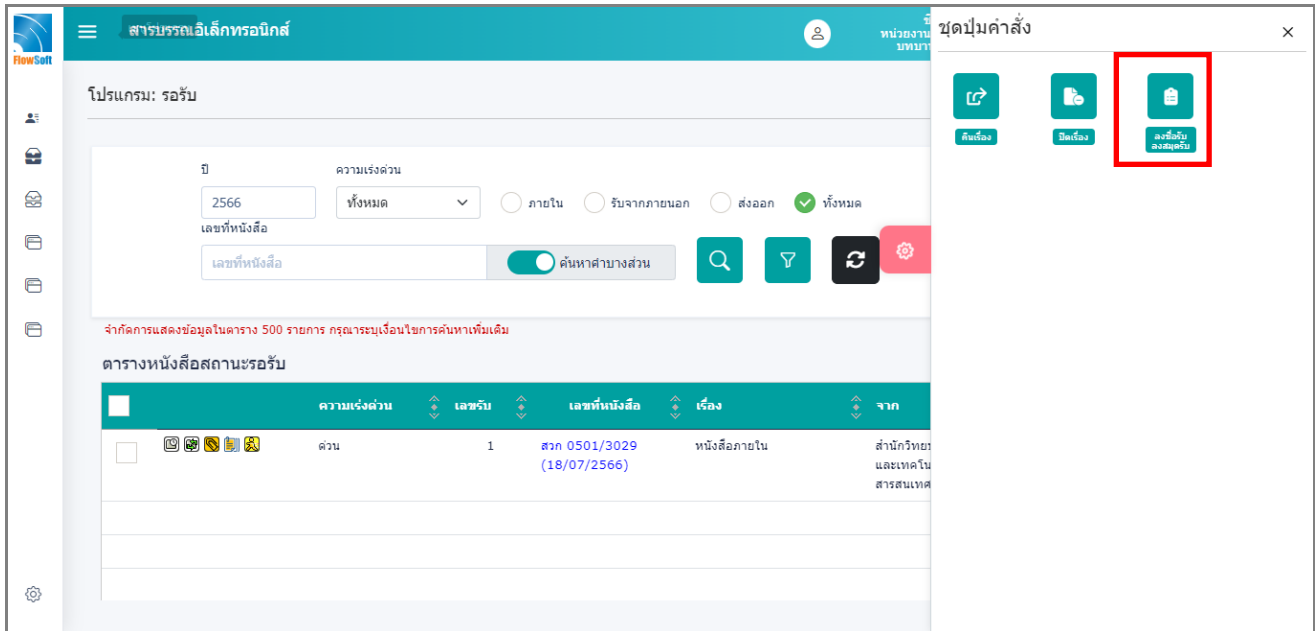 FlowSoft
สารบรรณอิเล็กทรอนิกส์
หน่วยงาน
บทบาท
ชุดปุ่มคำสั่ง
คืนเรื่อง
ปิดเรื่อง
ลงชื่อรับ
ลงสมุดรับ
โปรแกรม: รอรับ
ปี
ความเร่งด่วน
2566
ทั้งหมด
ภายใน
รับจากภายนอก
ส่งออก
ทั้งหมด
เลขที่หนังสือ
เลขที่หนังสือ
ค้นหาคำบางส่วน
จำกัดการแสดงข้อมูลในตาราง 500 รายการ กรุณาระบุเงื่อนไขการค้นหาเพิ่มเติม
ตารางหนังสือสถานะรอรับ
ความเร่งด่วน เลขรับ เลขที่หนังสือ เรื่อง จาก
ด่วน 1 สวก 0501/3029 หนังสือภายใน สำนักวิทยบ
(18/07/2566) และเทคโน
สารสนเทศ